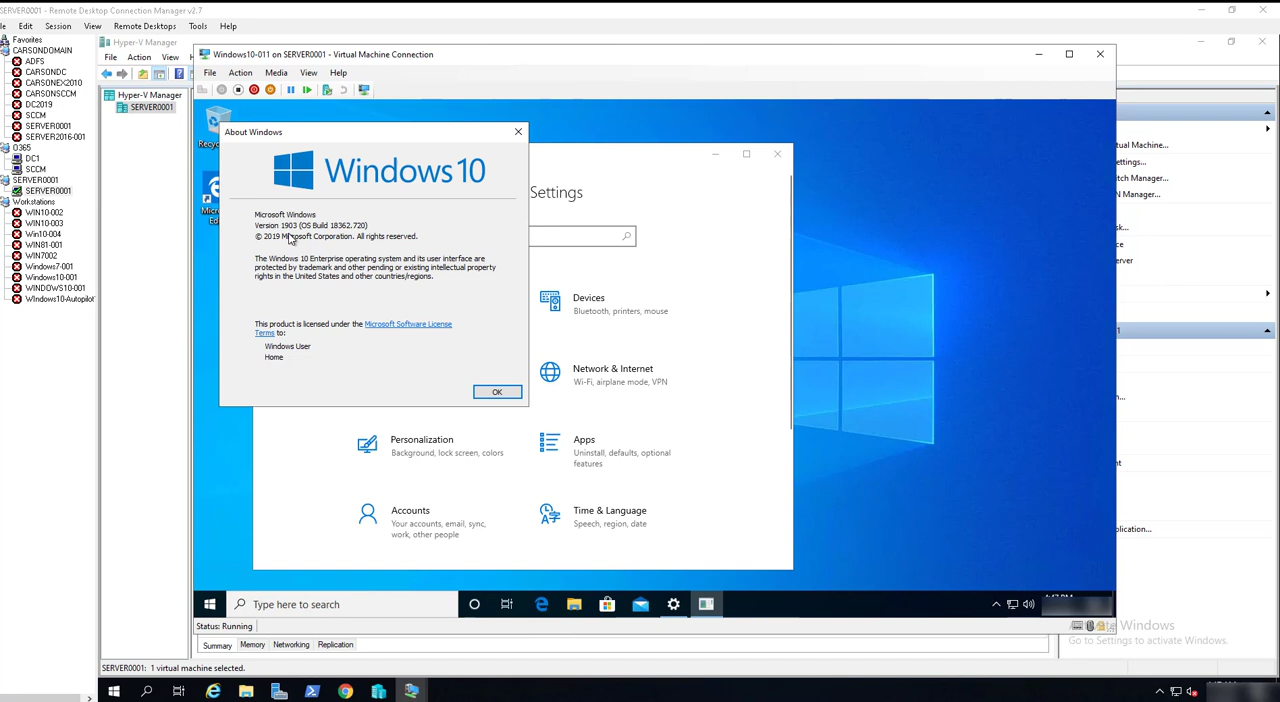 SERVER0001 - Remote Desktop Connection Manager v2.7
Edit Session View Remote Desktops Tools Help
Favorites
CARSONDOMAIN
ADFS
CARSONDC
CARSONEX2010
CARSONSCCM
DC2019
SCCM
SERVER0001
SERVER2016-001
O365
DC1
SCCM
SERVER0001
SERVER0001
Workstations
WIN10-002
WIN10-003
Win10-004
WIN81-001
WIN7002
Windows7-001
Windows10-001
WINDOWS10-001
Windows10-Autopilot
Hyper-V Manager
File Action View
Hyper-V Manager
SERVER0001
Windows10-011 on SERVER0001 - Virtual Machine Connection
File Action Media View Help
About Windows
Windows 10
Microsoft Windows
Version 1903 (OS Build 18362.720)
© 2019 Microsoft Corporation. All rights reserved.
The Windows 10 Enterprise operating system and its user interface are
protected by trademark and other pending or existing intellectual property
rights in the United States and other countries/regions.
This product is licensed under the Microsoft Software License
Terms to:
Windows User
Home
OK
Settings
Devices
Bluetooth, printers, mouse
Network & Internet
Wi-Fi, airplane mode, VPN
Personalization
Background, lock screen, colors
Apps
Uninstall, defaults, optional
features
Accounts
Your accounts, email, sync,
work, other people
Time & Language
Speech, region, date
Type here to search
Status: Running
Summary Memory Networking Replication
SERVER0001: 1 virtual machine selected.
Machine...
Manager...
Manager...
Windows
Go to Settings to activate Windows.